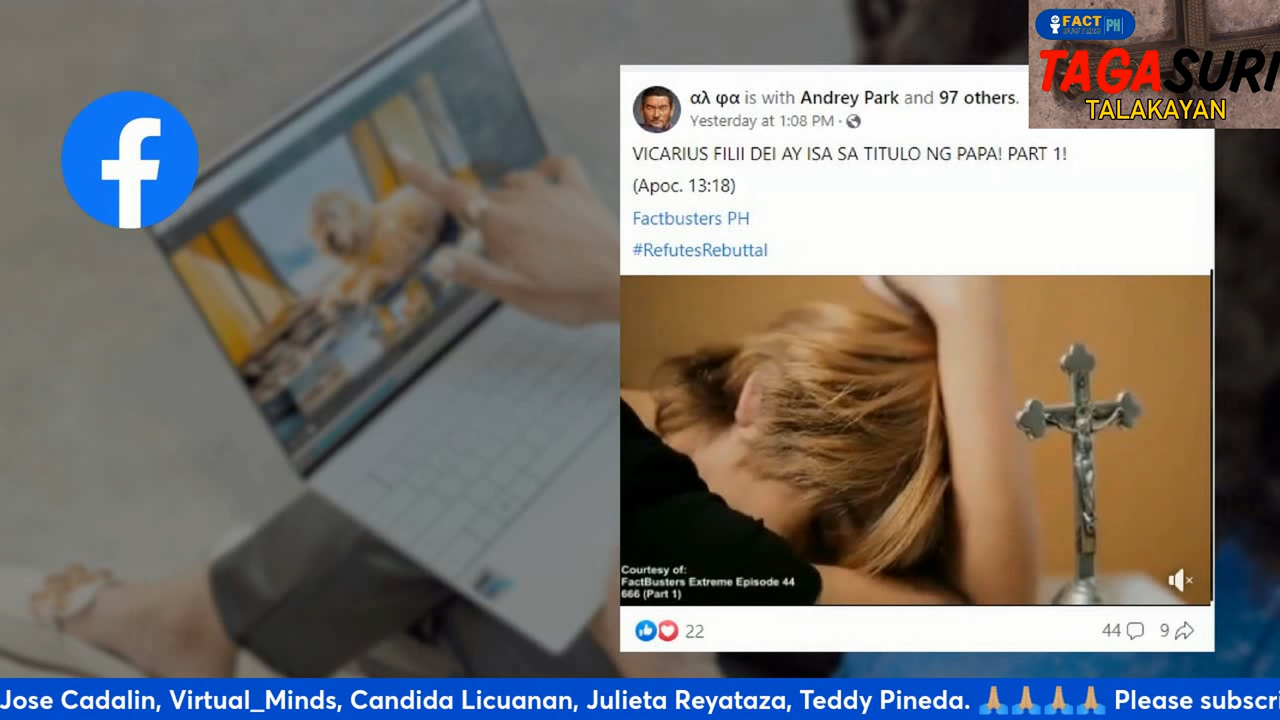 FACT
PH
TAGASURI
TALAKAYAN
αλ φα is with Andrey Park and 97 others.
Yesterday at 1:08 PM ·
VICARIUS FILII DEI AY ISA SA TITULO NG PAPA! PART 1!
(Apoc. 13:18)
Factbusters PH
#RefutesRebuttal
Courtesy of:
FactBusters Extreme Episode 44
666 (Part 1)
22
44
9
Jose Cadalin, Virtual_Minds, Candida Licuanan, Julieta Reyataza, Teddy Pineda. 🙏🏽🙏🏽🙏🏽🙏🏽 Please subscri